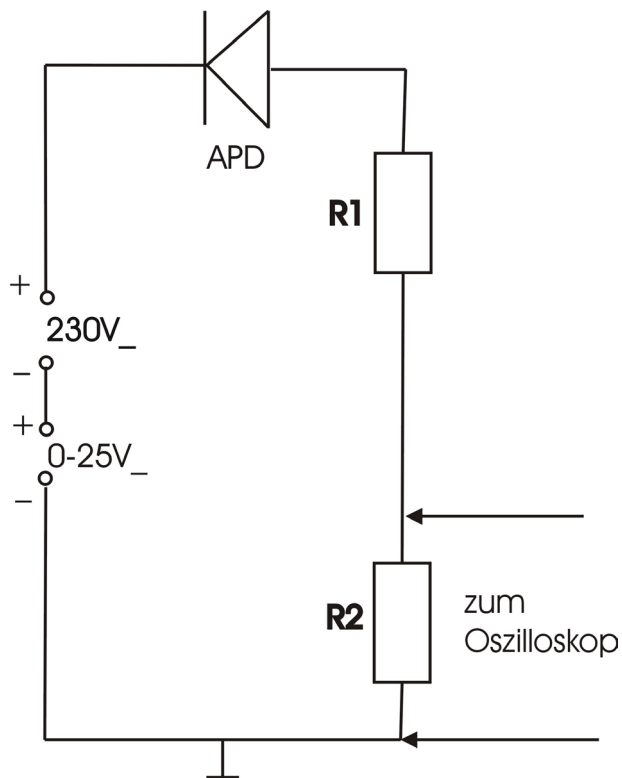 APD
R1
+
230V_
–
+
0-25V_
–
R2
zum
Oszilloskop